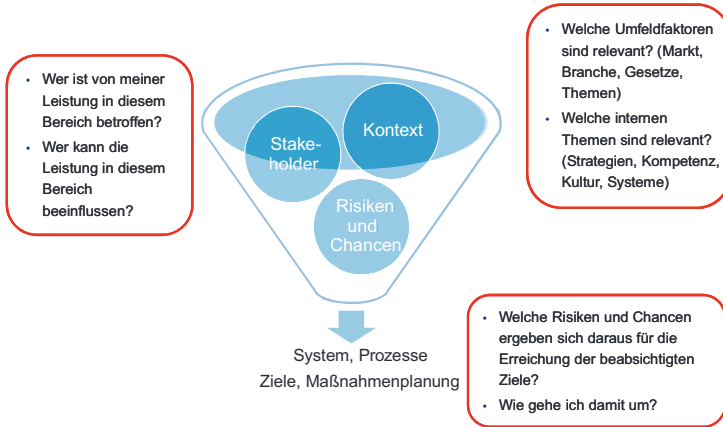 • Wer ist von meiner
Leistung in diesem
Bereich betroffen?
• Wer kann die
Leistung in diesem
Bereich
beeinflussen?
Stake-
holder
Kontext
Risiken
und
Chancen
• Welche Umfeldfaktoren
sind relevant? (Markt,
Branche, Gesetze,
Themen)
• Welche internen
Themen sind relevant?
(Strategien, Kompetenz,
Kultur, Systeme)
System, Prozesse
Ziele, Maßnahmenplanung
• Welche Risiken und Chancen
ergeben sich daraus für die
Erreichung der beabsichtigten
Ziele?
• Wie gehe ich damit um?